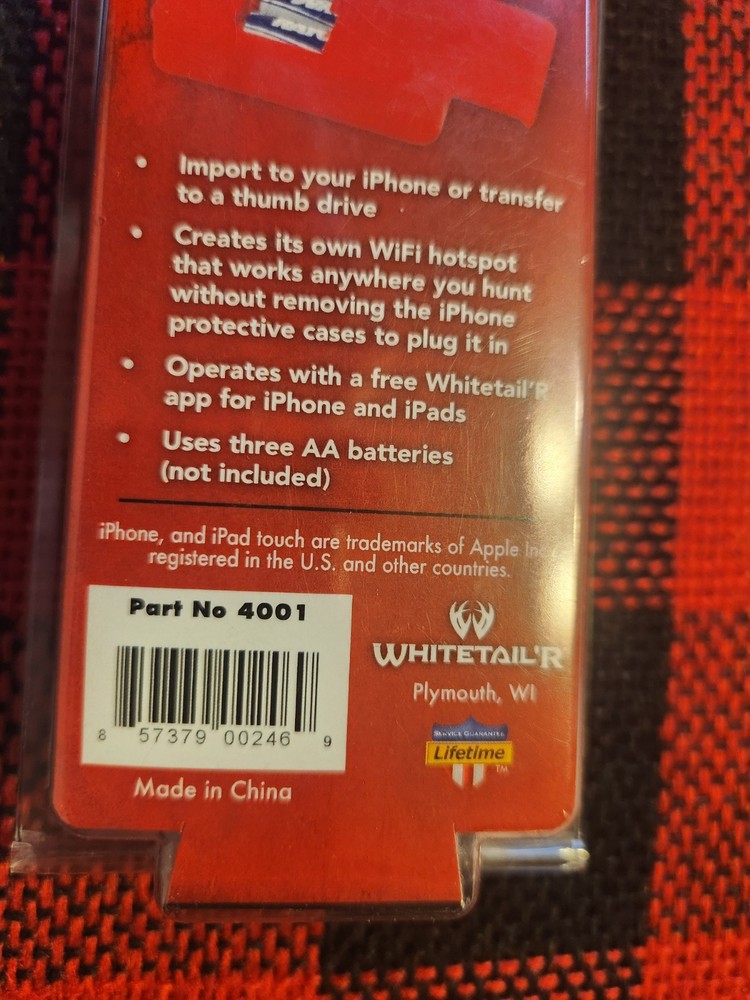 • Import to your iPhone or transfer
to a thumb drive
• Creates its own WiFi hotspot
that works anywhere you hunt
without removing the iPhone
protective cases to plug it in
• Operates with a free Whitetail'R
app for iPhone and iPads
• Uses three AA batteries
(not included)
iPhone, and iPad touch are trademarks of Apple Inc
registered in the U.S. and other countries.
Part No 4001
8 57379 00246 9
Made in China
WHITETAIL'R
Plymouth, WI
SERVICE GUARANTEE
Lifetime
TM